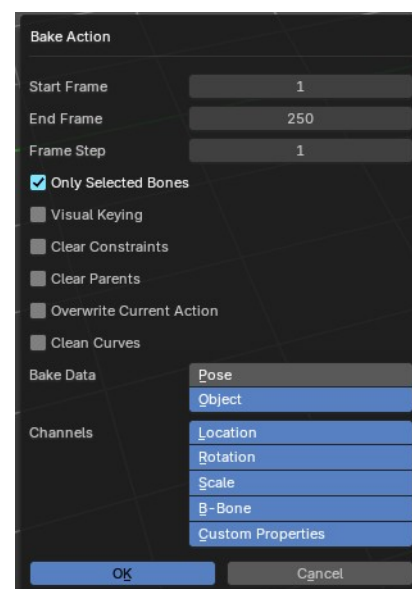 Bake Action
Start Frame 1
End Frame 250
Frame Step 1
Only Selected Bones
Visual Keying
Clear Constraints
Clear Parents
Overwrite Current Action
Clean Curves
Bake Data Pose
Object
Channels Location
Rotation
Scale
B-Bone
Custom Properties
OK Cancel